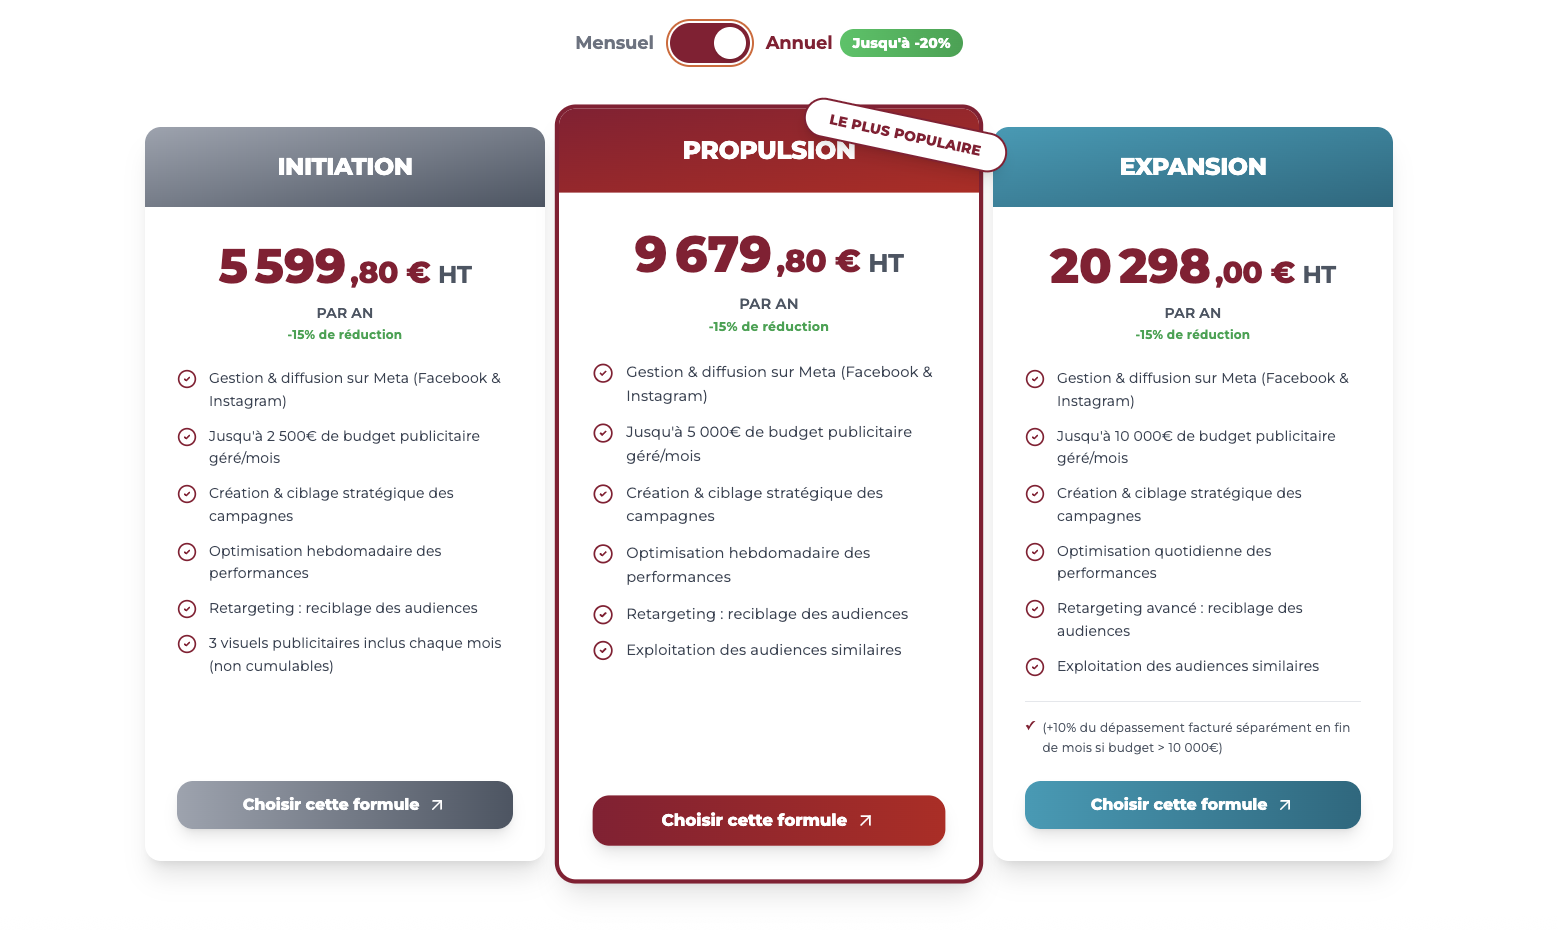 Mensuel
Annuel
Jusqu'à -20%
INITIATION
5 599,80 € HT
PAR AN
-15% de réduction
Gestion & diffusion sur Meta (Facebook &
Instagram)
Jusqu'à 2 500€ de budget publicitaire
géré/mois
Création & ciblage stratégique des
campagnes
Optimisation hebdomadaire des
performances
Retargeting : reciblage des audiences
3 visuels publicitaires inclus chaque mois
(non cumulables)
Choisir cette formule
LE PLUS POPULAIRE
PROPULSION
9 679,80 € HT
PAR AN
-15% de réduction
Gestion & diffusion sur Meta (Facebook &
Instagram)
Jusqu'à 5 000€ de budget publicitaire
géré/mois
Création & ciblage stratégique des
campagnes
Optimisation hebdomadaire des
performances
Retargeting : reciblage des audiences
Exploitation des audiences similaires
Choisir cette formule
EXPANSION
20 298,00 € HT
PAR AN
-15% de réduction
Gestion & diffusion sur Meta (Facebook &
Instagram)
Jusqu'à 10 000€ de budget publicitaire
géré/mois
Création & ciblage stratégique des
campagnes
Optimisation quotidienne des
performances
Retargeting avancé : reciblage des
audiences
Exploitation des audiences similaires
(+10% du dépassement facturé séparément en fin
de mois si budget > 10 000€)
Choisir cette formule